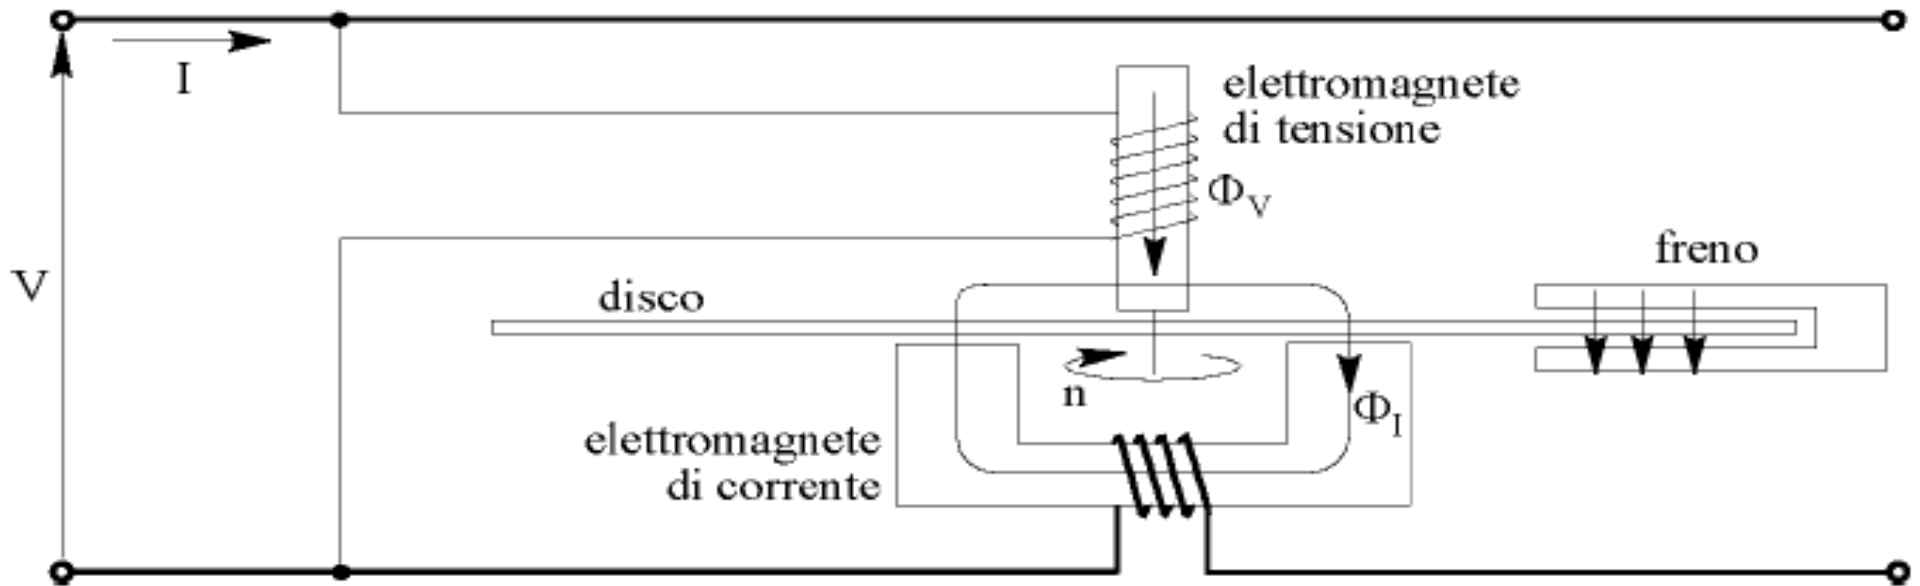 I
elettromagnete
di tensione
Φ_V
V
disco
freno
n
Φ_I
elettromagnete
di corrente